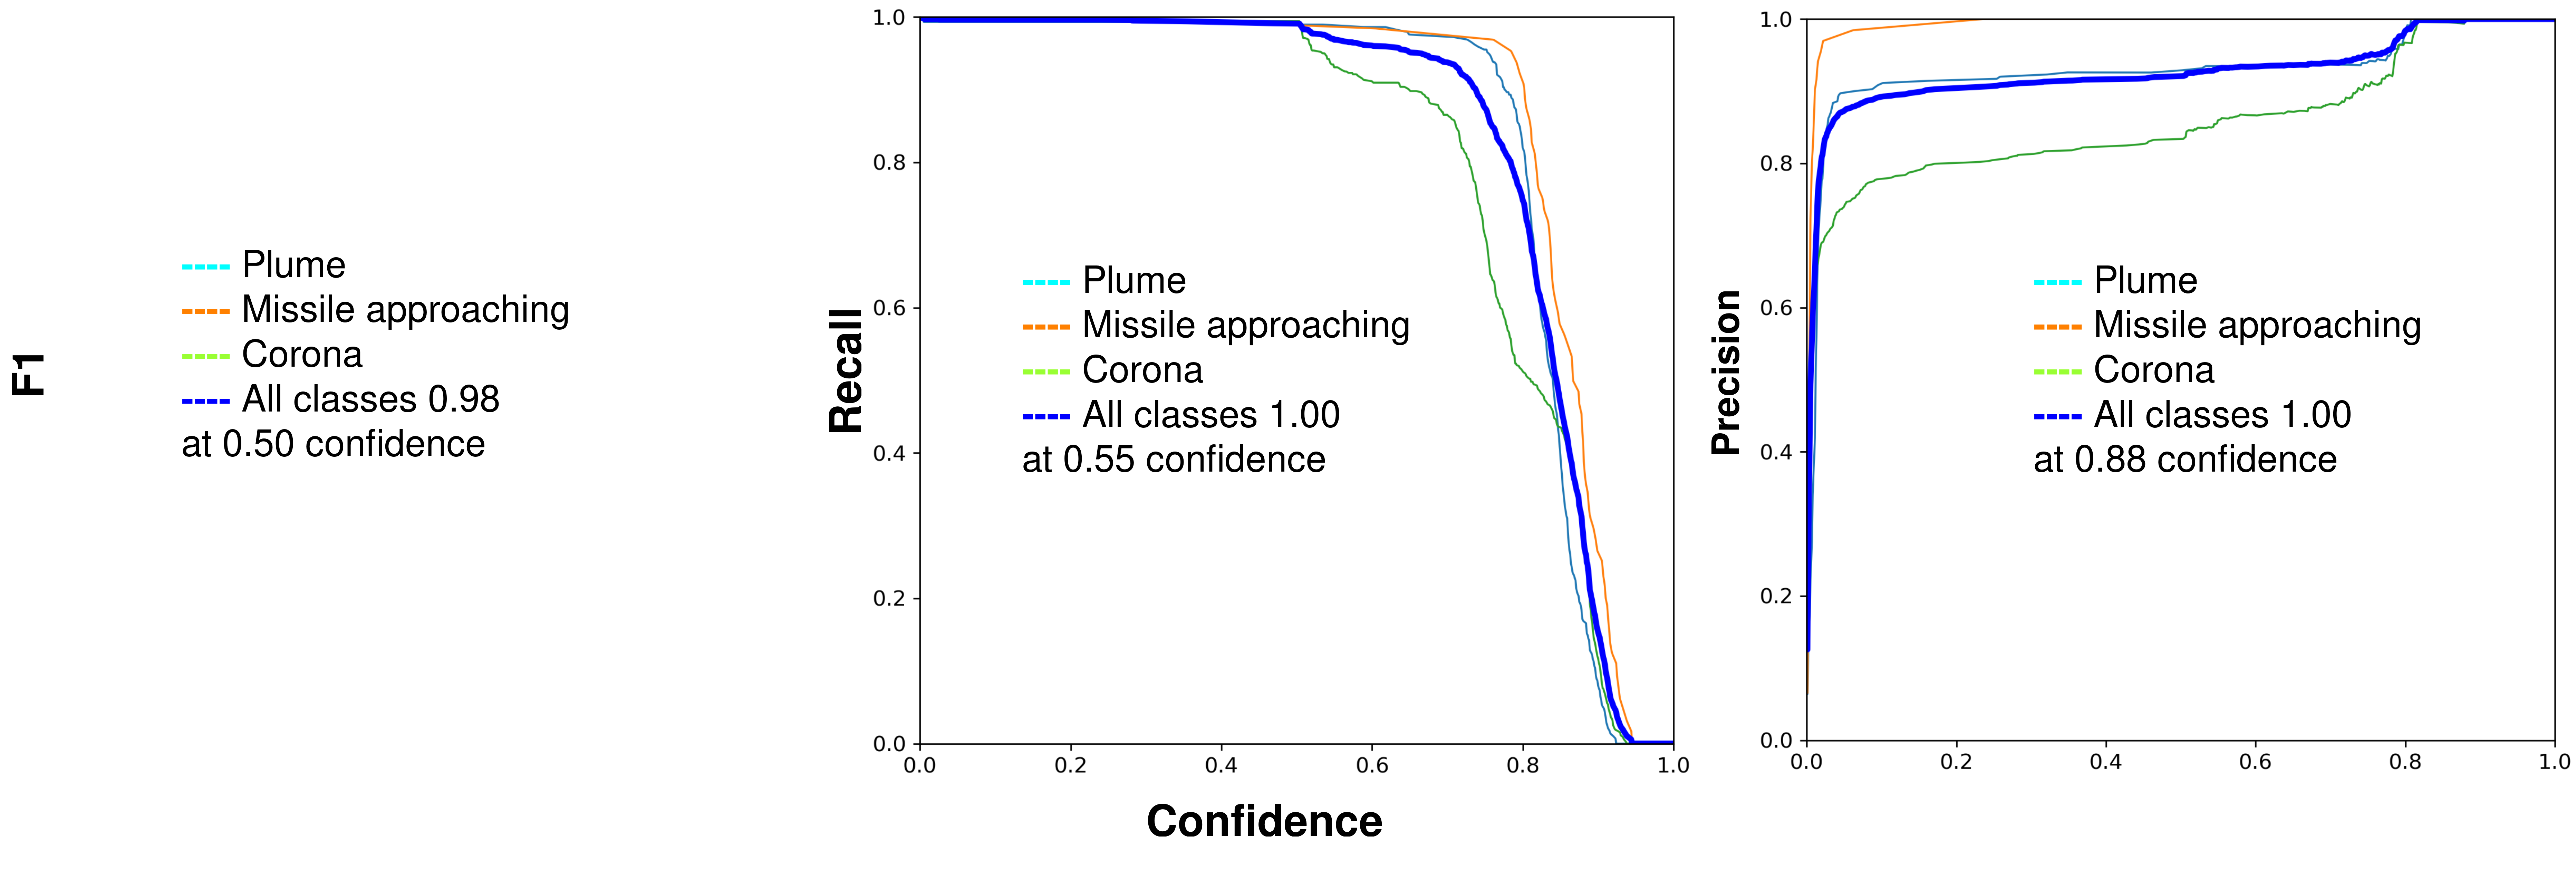 F1
Plume
Missile approaching
Corona
All classes 0.98
at 0.50 confidence
Recall
1.0
0.8
0.6
0.4
0.2
0.0
0.0 0.2 0.4 0.6 0.8 1.0
Plume
Missile approaching
Corona
All classes 1.00
at 0.55 confidence
Precision
1.0
0.8
0.6
0.4
0.2
0.0
0.0 0.2 0.4 0.6 0.8 1.0
Plume
Missile approaching
Corona
All classes 1.00
at 0.88 confidence
Confidence